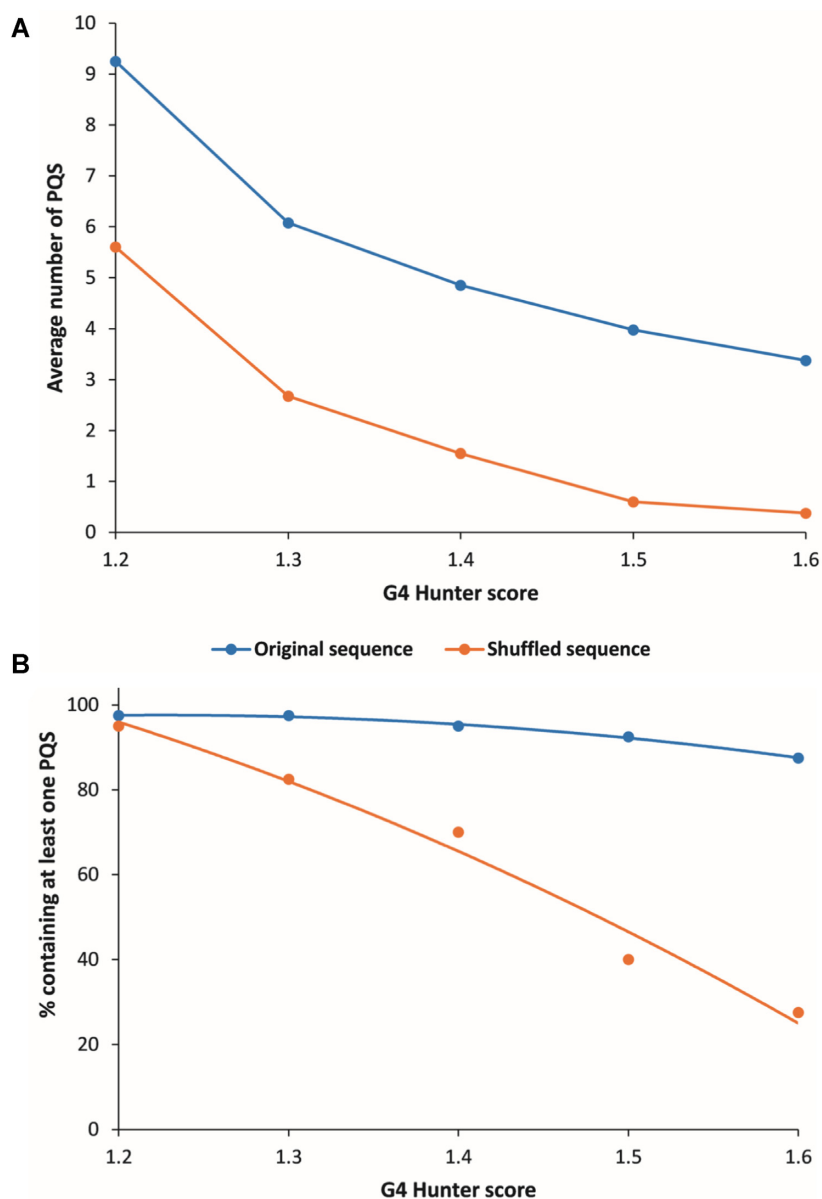 A
10
9
8
7
6
5
4
3
2
1
0
Average number of PQS
1.2 1.3 1.4 1.5 1.6
G4 Hunter score
Original sequence Shuffled sequence
B
100
80
60
40
20
0
% containing at least one PQS
1.2 1.3 1.4 1.5 1.6
G4 Hunter score